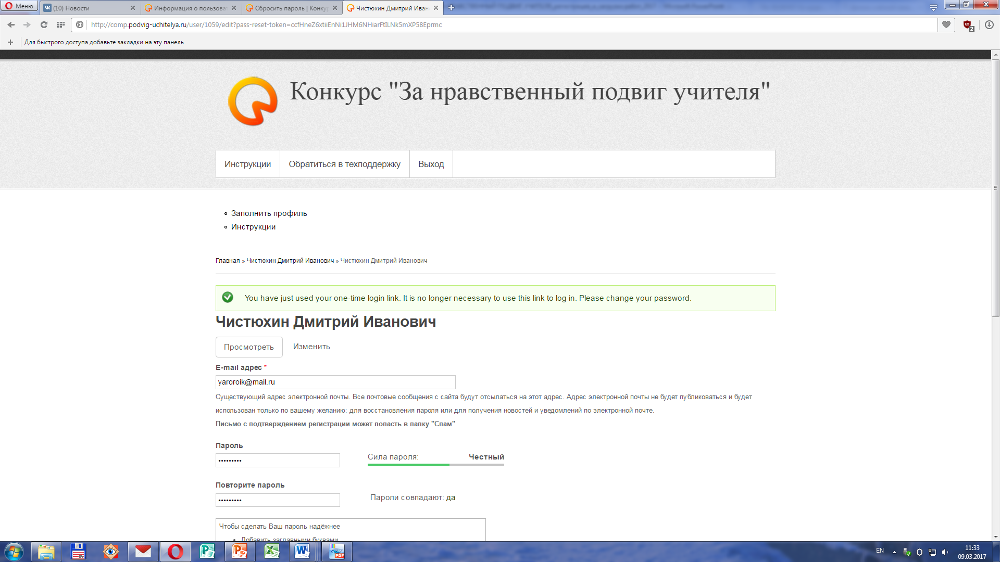 Меню
(10) Новости
Информация о пользова
Сбросить пароль | Конку
Чистюхин Дмитрий Иван
http://comp.podvig-uchitelya.ru/user/1059/edit?pass-reset-token=ccfHneZ6xtiiEnNi1JHM6NHiarFtILNk5mXP58Eprmc
2
Для быстрого доступа добавьте закладки на эту панель
Конкурс "За нравственный подвиг учителя"
Инструкции
Обратиться в техподдержку
Выход
Заполнить профиль
Инструкции
Главная » Чистюхин Дмитрий Иванович » Чистюхин Дмитрий Иванович
You have just used your one-time login link. It is no longer necessary to use this link to log in. Please change your password.
Чистюхин Дмитрий Иванович
Просмотреть
Изменить
E-mail адрес *
yaroroik@mail.ru
Существующий адрес электронной почты. Все почтовые сообщения с сайта будут отсылаться на этот адрес. Адрес электронной почты не будет публиковаться и будет
использован только по вашему желанию: для восстановления пароля или для получения новостей и уведомлений по электронной почте.
Письмо с подтверждением регистрации может попасть в папку "Спам"
Пароль
•••••••••
Сила пароля:
Честный
Повторите пароль
•••••••••
Пароли совпадают: да
Чтобы сделать Ваш пароль надёжнее
Добавить заглавными буквами
64
PDF
EN
11:33
09.03.2017